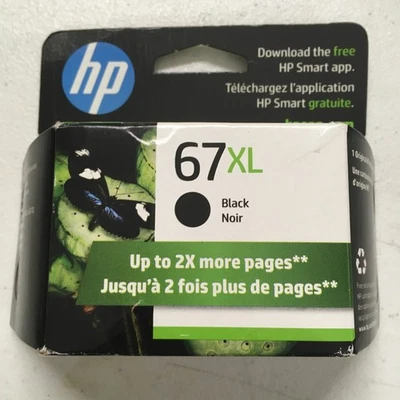 hp
Download the free
HP Smart app.
Téléchargez l'application
HP Smart gratuite.
67XL
Black
Noir
Up to 2X more pages**
Jusqu'à 2 fois plus de pages**